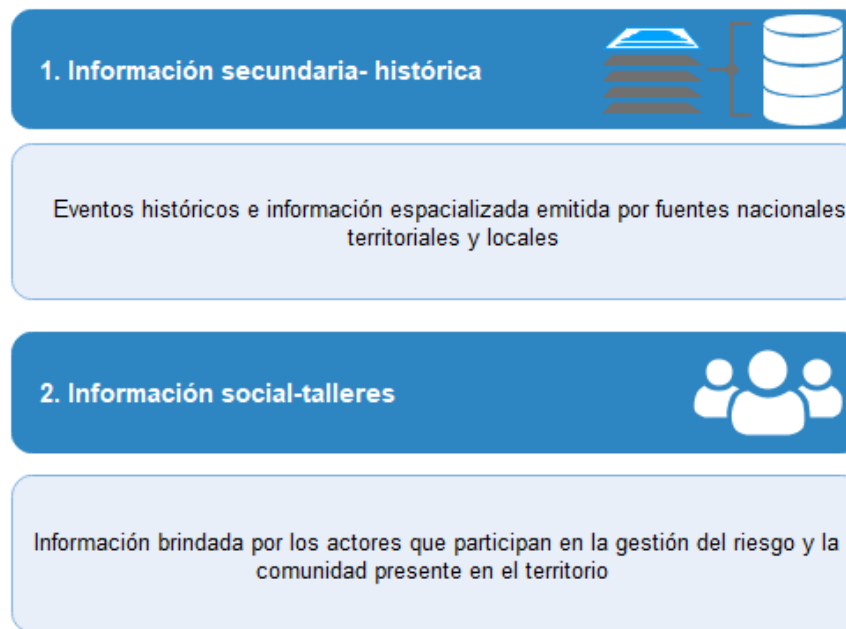 1. Información secundaria- histórica
Eventos históricos e información espacializada emitida por fuentes nacionales
territoriales y locales
2. Información social-talleres
Información brindada por los actores que participan en la gestión del riesgo y la
comunidad presente en el territorio